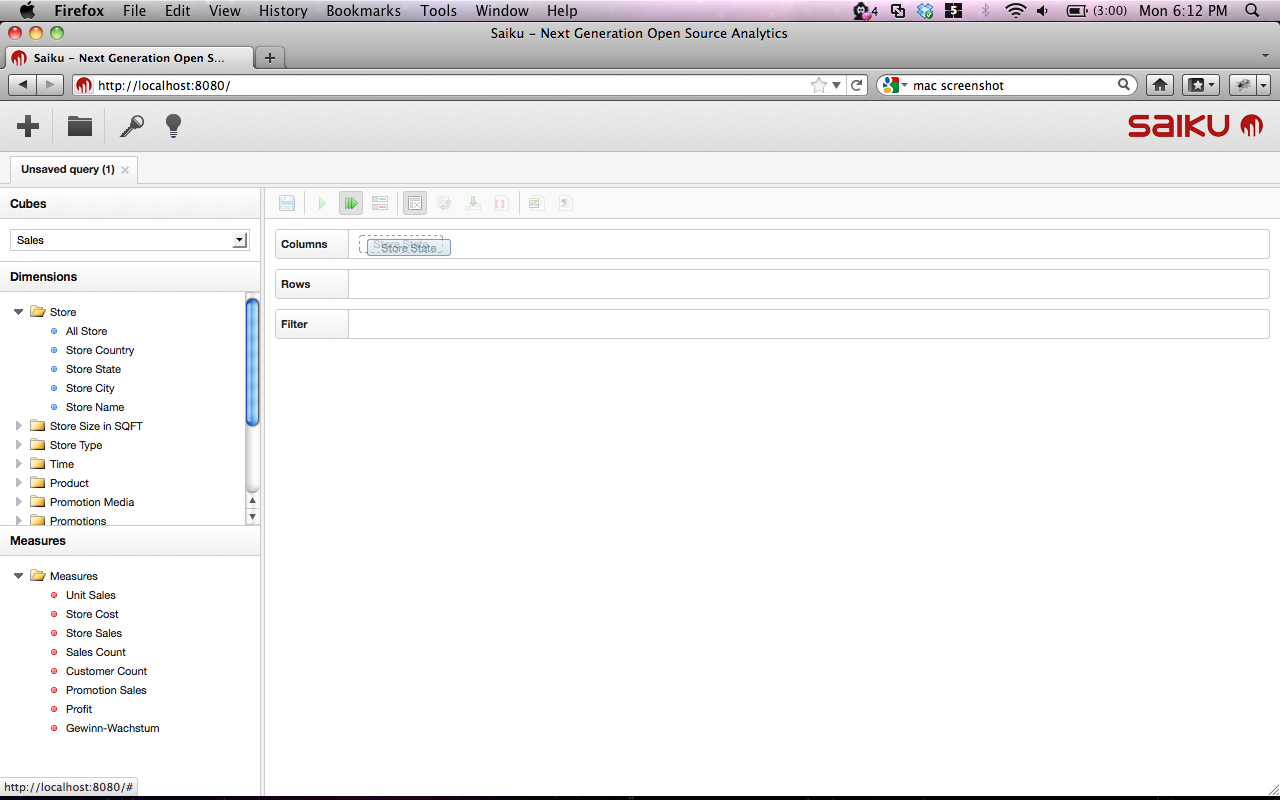 Firefox File Edit View History Bookmarks Tools Window Help 4 5 (3:00) Mon 6:12 PM
Saiku – Next Generation Open Source Analytics
Saiku – Next Generation Open S...
http://localhost:8080/ mac screenshot
saiku
Unsaved query (1)
Cubes
Sales
Dimensions
Store
All Store
Store Country
Store State
Store City
Store Name
Store Size in SQFT
Store Type
Time
Product
Promotion Media
Promotions
Measures
Measures
Unit Sales
Store Cost
Store Sales
Sales Count
Customer Count
Promotion Sales
Profit
Gewinn-Wachstum
Columns Store State
Store State
Rows
Filter
http://localhost:8080/#